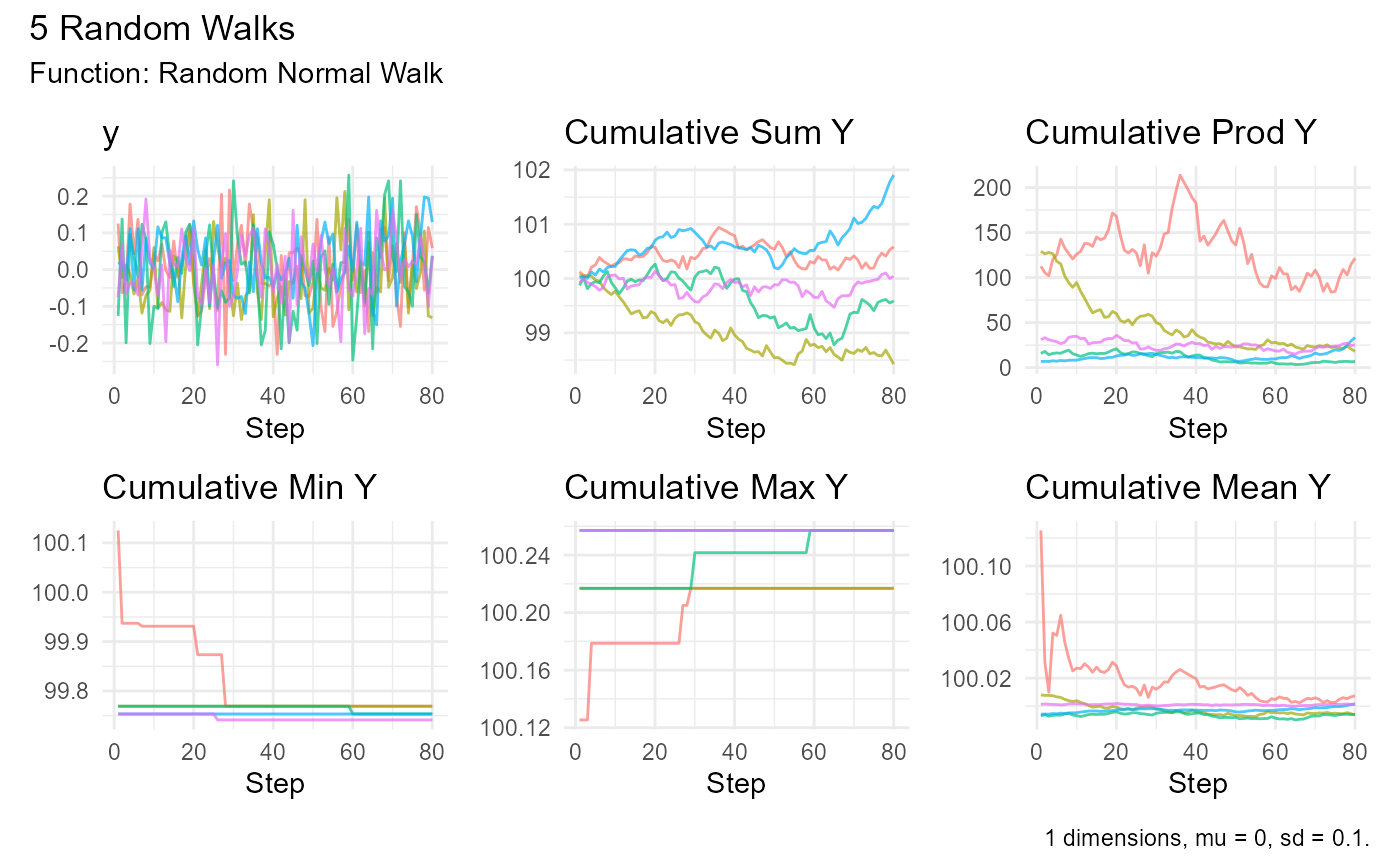 5 Random Walks
Function: Random Normal Walk
y
0.2
0.1
0.0
-0.1
-0.2
0 20 40 60 80
Step
Cumulative Sum Y
102
101
100
99
0 20 40 60 80
Step
Cumulative Prod Y
200
150
100
50
0
0 20 40 60 80
Step
Cumulative Min Y
100.1
100.0
99.9
99.8
0 20 40 60 80
Step
Cumulative Max Y
100.24
100.20
100.16
100.12
0 20 40 60 80
Step
Cumulative Mean Y
100.10
100.06
100.02
0 20 40 60 80
Step
1 dimensions, mu = 0, sd = 0.1.